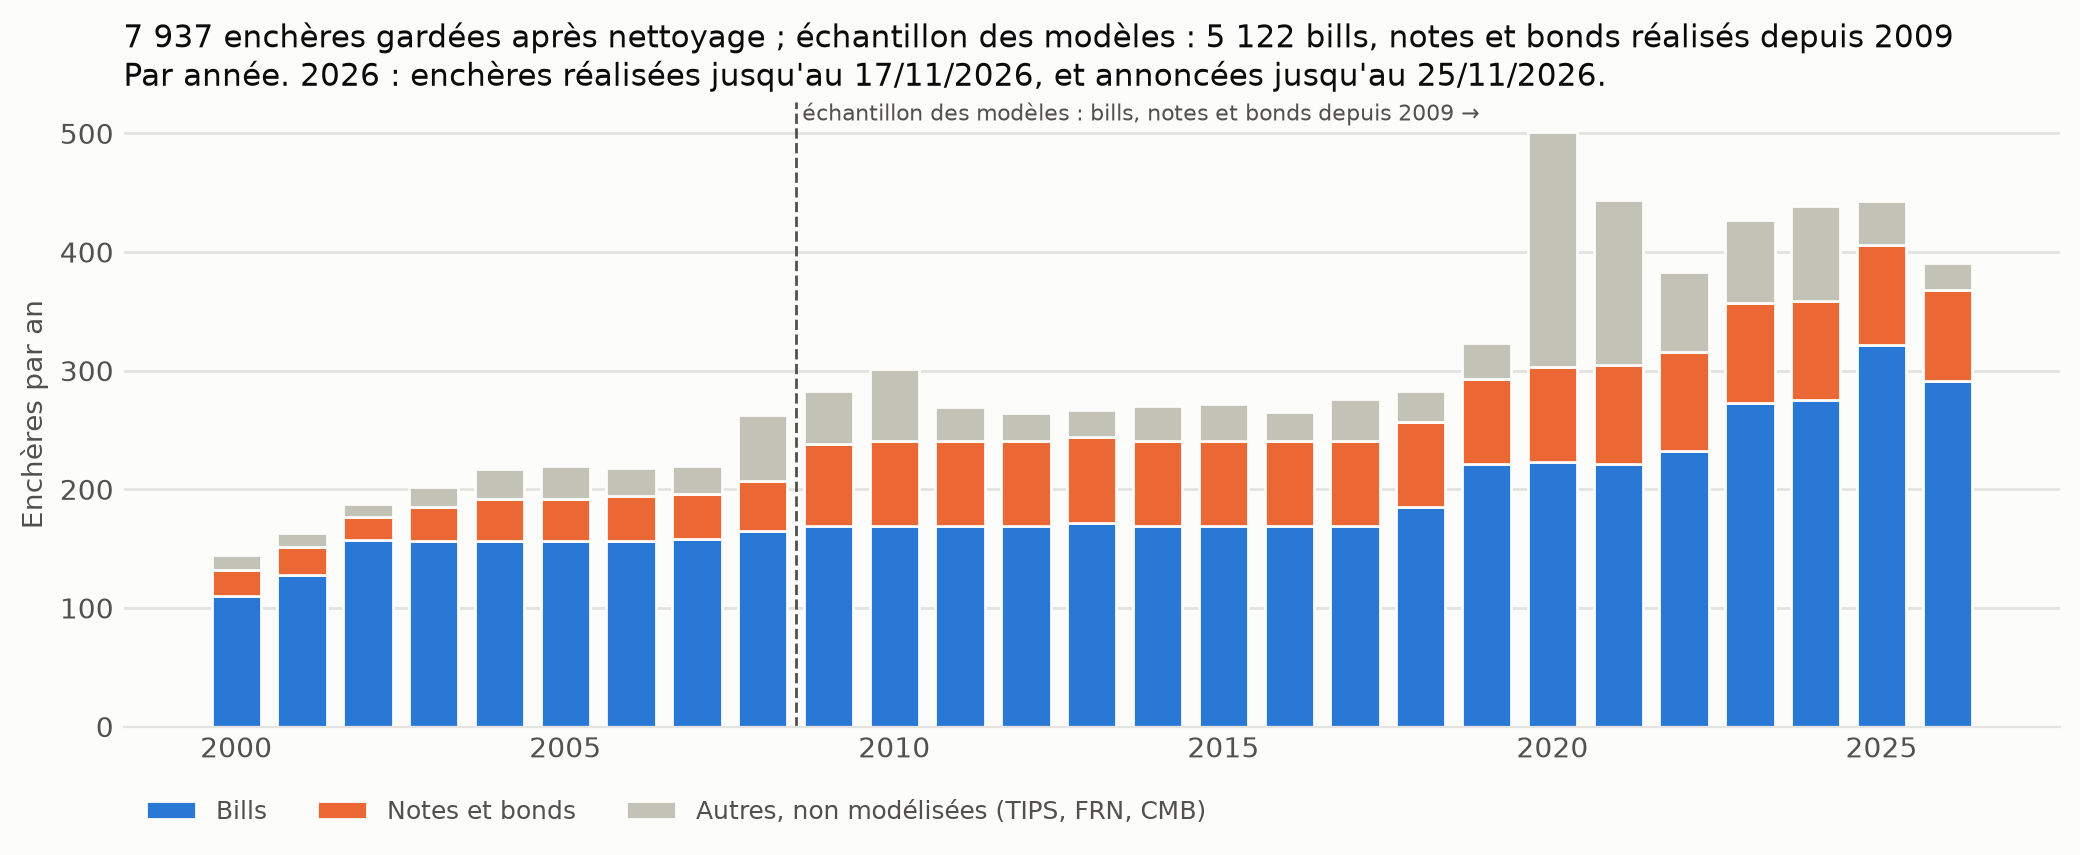 7 937 enchères gardées après nettoyage ; échantillon des modèles : 5 122 bills, notes et bonds réalisés depuis 2009
Par année. 2026 : enchères réalisées jusqu'au 17/11/2026, et annoncées jusqu'au 25/11/2026.
échantillon des modèles : bills, notes et bonds depuis 2009 →
Enchères par an
500
400
300
200
100
0
2000
2005
2010
2015
2020
2025
Bills
Notes et bonds
Autres, non modélisées (TIPS, FRN, CMB)